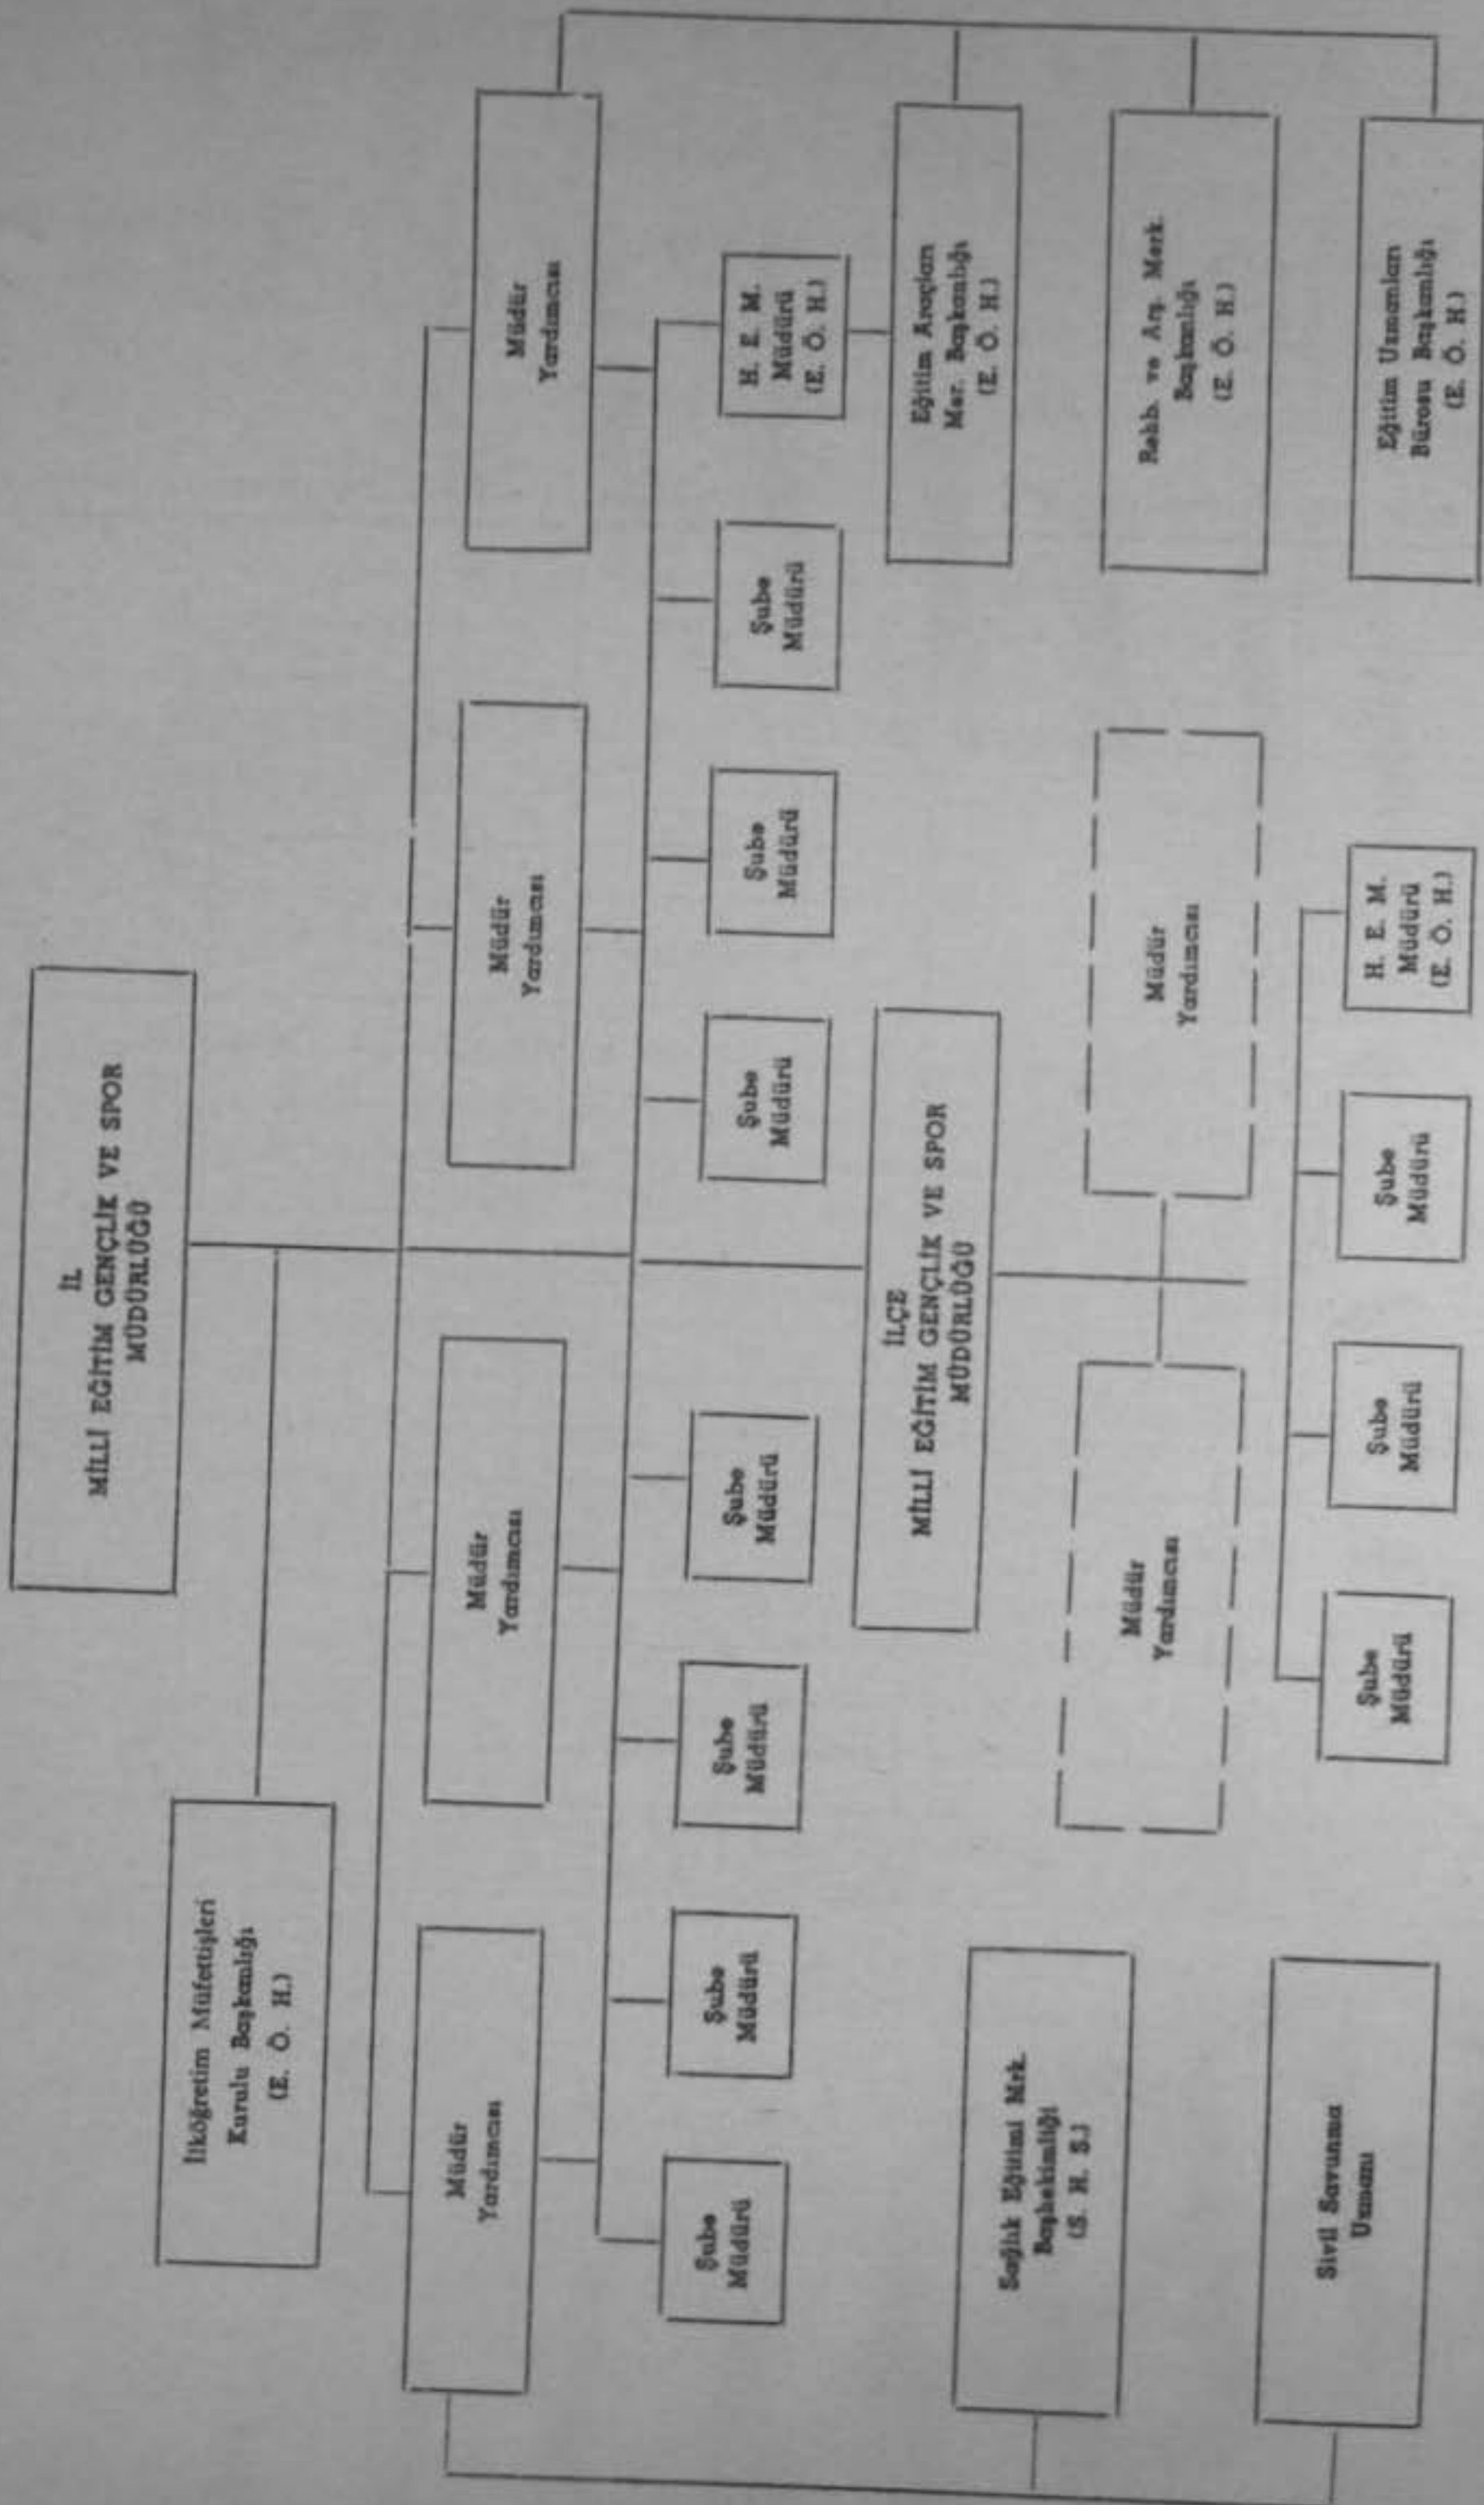 İL
MİLLİ EĞİTİM GENÇLİK VE SPOR
MÜDÜRLÜĞÜ
İlköğretim Müfettişleri
Kurulu Başkanlığı
(E. Ö. H.)
Müdür
Yardımcısı
Müdür
Yardımcısı
Müdür
Yardımcısı
Müdür
Yardımcısı
Şube
Müdürü
Şube
Müdürü
Şube
Müdürü
Şube
Müdürü
Şube
Müdürü
Şube
Müdürü
Şube
Müdürü
H. E. M.
Müdürü
(E. Ö. H.)
İLÇE
MİLLİ EĞİTİM GENÇLİK VE SPOR
MÜDÜRLÜĞÜ
Eğitim Araçları
Mer. Başkanlığı
(E. Ö. H.)
Sağlık Eğitimi Mrk.
Başhekimliği
(S. H. S.)
Müdür
Yardımcısı
Müdür
Yardımcısı
Rehb. ve Arş. Merk.
Başkanlığı
(E. Ö. H.)
Sivil Savunma
Uzmanı
Şube
Müdürü
Şube
Müdürü
Şube
Müdürü
H. E. M.
Müdürü
(E. Ö. H.)
Eğitim Uzmanları
Bürosu Başkanlığı
(E. Ö. H.)